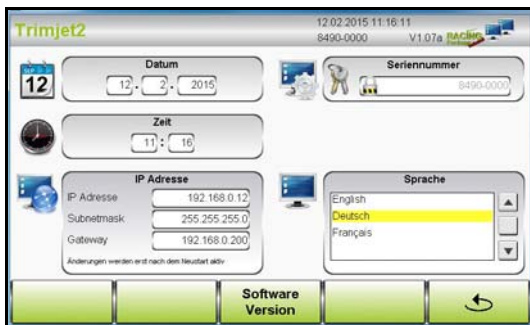 Trimjet2
12.02.2015 11:16:11
8490-0000 V1.07a RACING
Datum
12 . 2 . 2015
12
Seriennummer
8490-0000
Zeit
11 : 16
IP Adresse
IP Adresse 192.168.0.12
Subnetmask 255.255.255.0
Gateway 192.168.0.200
Änderungen werden erst nach dem Neustart aktiv
Sprache
English
Deutsch
Français
Software
Version